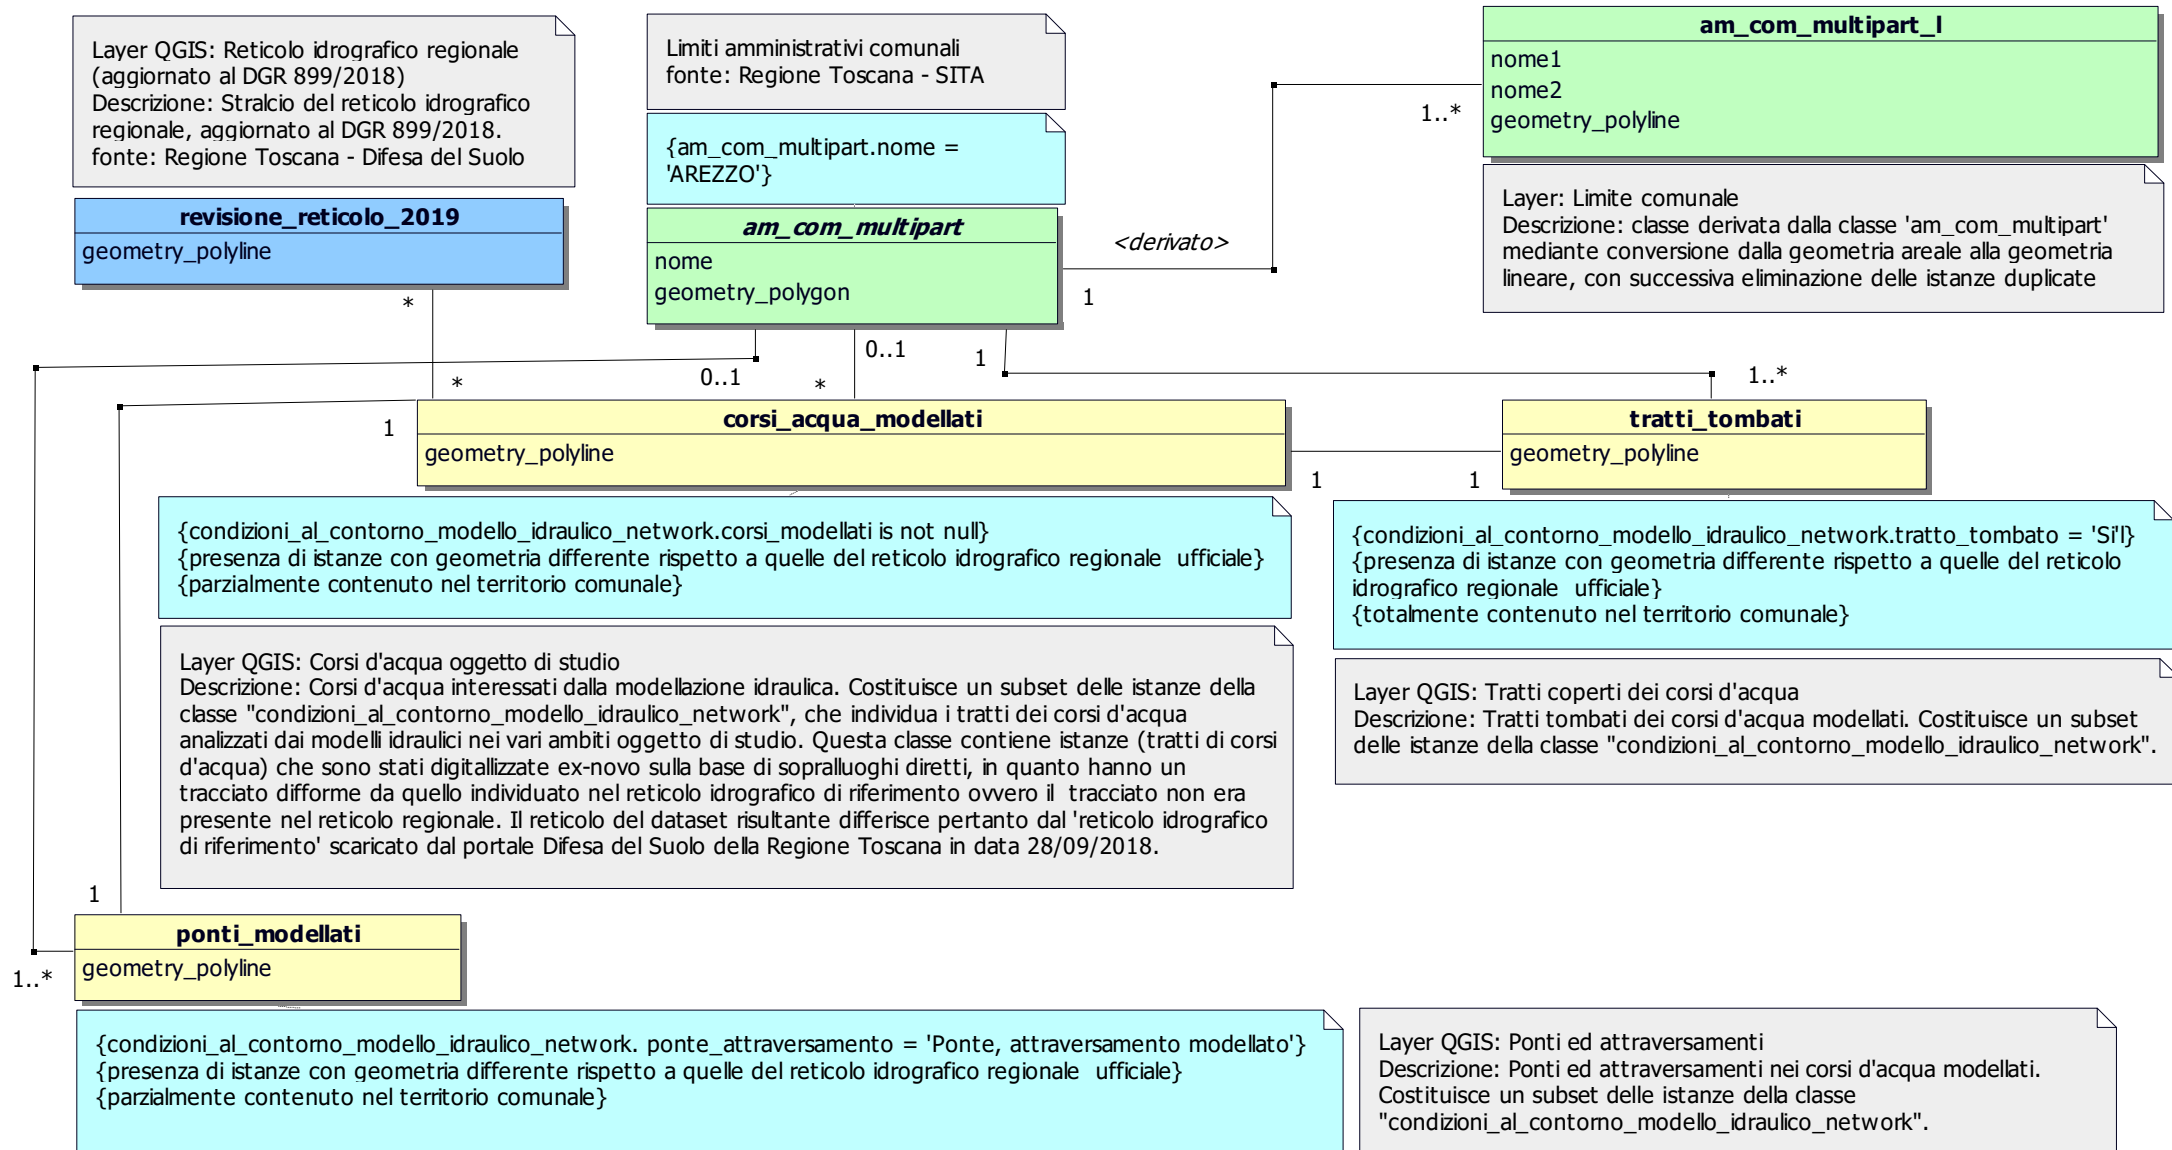 Layer QGIS: Reticolo idrografico regionale
(aggiornato al DGR 899/2018)
Descrizione: Stralcio del reticolo idrografico
regionale, aggiornato al DGR 899/2018.
fonte: Regione Toscana - Difesa del Suolo
revisione_reticolo_2019
geometry_polyline
*
*
Limiti amministrativi comunali
fonte: Regione Toscana - SITA
{am_com_multipart.nome =
'AREZZO'}
am_com_multipart
nome
geometry_polygon
<derivato>
1
1..*
am_com_multipart_l
nome1
nome2
geometry_polyline
Layer: Limite comunale
Descrizione: classe derivata dalla classe 'am_com_multipart'
mediante conversione dalla geometria areale alla geometria
lineare, con successiva eliminazione delle istanze duplicate
0..1
*
0..1
1
1..*
1
corsi_acqua_modellati
geometry_polyline
1
1
tratti_tombati
geometry_polyline
{condizioni_al_contorno_modello_idraulico_network.corsi_modellati is not null}
{presenza di istanze con geometria differente rispetto a quelle del reticolo idrografico regionale  ufficiale}
{parzialmente contenuto nel territorio comunale}
{condizioni_al_contorno_modello_idraulico_network.tratto_tombato = 'Si'l}
{presenza di istanze con geometria differente rispetto a quelle del reticolo
idrografico regionale  ufficiale}
{totalmente contenuto nel territorio comunale}
Layer QGIS: Corsi d'acqua oggetto di studio
Descrizione: Corsi d'acqua interessati dalla modellazione idraulica. Costituisce un subset delle istanze della
classe "condizioni_al_contorno_modello_idraulico_network", che individua i tratti dei corsi d'acqua
analizzati dai modelli idraulici nei vari ambiti oggetto di studio. Questa classe contiene istanze (tratti di corsi
d'acqua) che sono stati digitallizzate ex-novo sulla base di sopralluoghi diretti, in quanto hanno un
tracciato difforme da quello individuato nel reticolo idrografico di riferimento ovvero il  tracciato non era
presente nel reticolo regionale. Il reticolo del dataset risultante differisce pertanto dal 'reticolo idrografico
di riferimento' scaricato dal portale Difesa del Suolo della Regione Toscana in data 28/09/2018.
Layer QGIS: Tratti coperti dei corsi d'acqua
Descrizione: Tratti tombati dei corsi d'acqua modellati. Costituisce un subset
delle istanze della classe "condizioni_al_contorno_modello_idraulico_network".
1
1..*
ponti_modellati
geometry_polyline
{condizioni_al_contorno_modello_idraulico_network. ponte_attraversamento = 'Ponte, attraversamento modellato'}
{presenza di istanze con geometria differente rispetto a quelle del reticolo idrografico regionale  ufficiale}
{parzialmente contenuto nel territorio comunale}
Layer QGIS: Ponti ed attraversamenti
Descrizione: Ponti ed attraversamenti nei corsi d'acqua modellati.
Costituisce un subset delle istanze della classe
"condizioni_al_contorno_modello_idraulico_network".